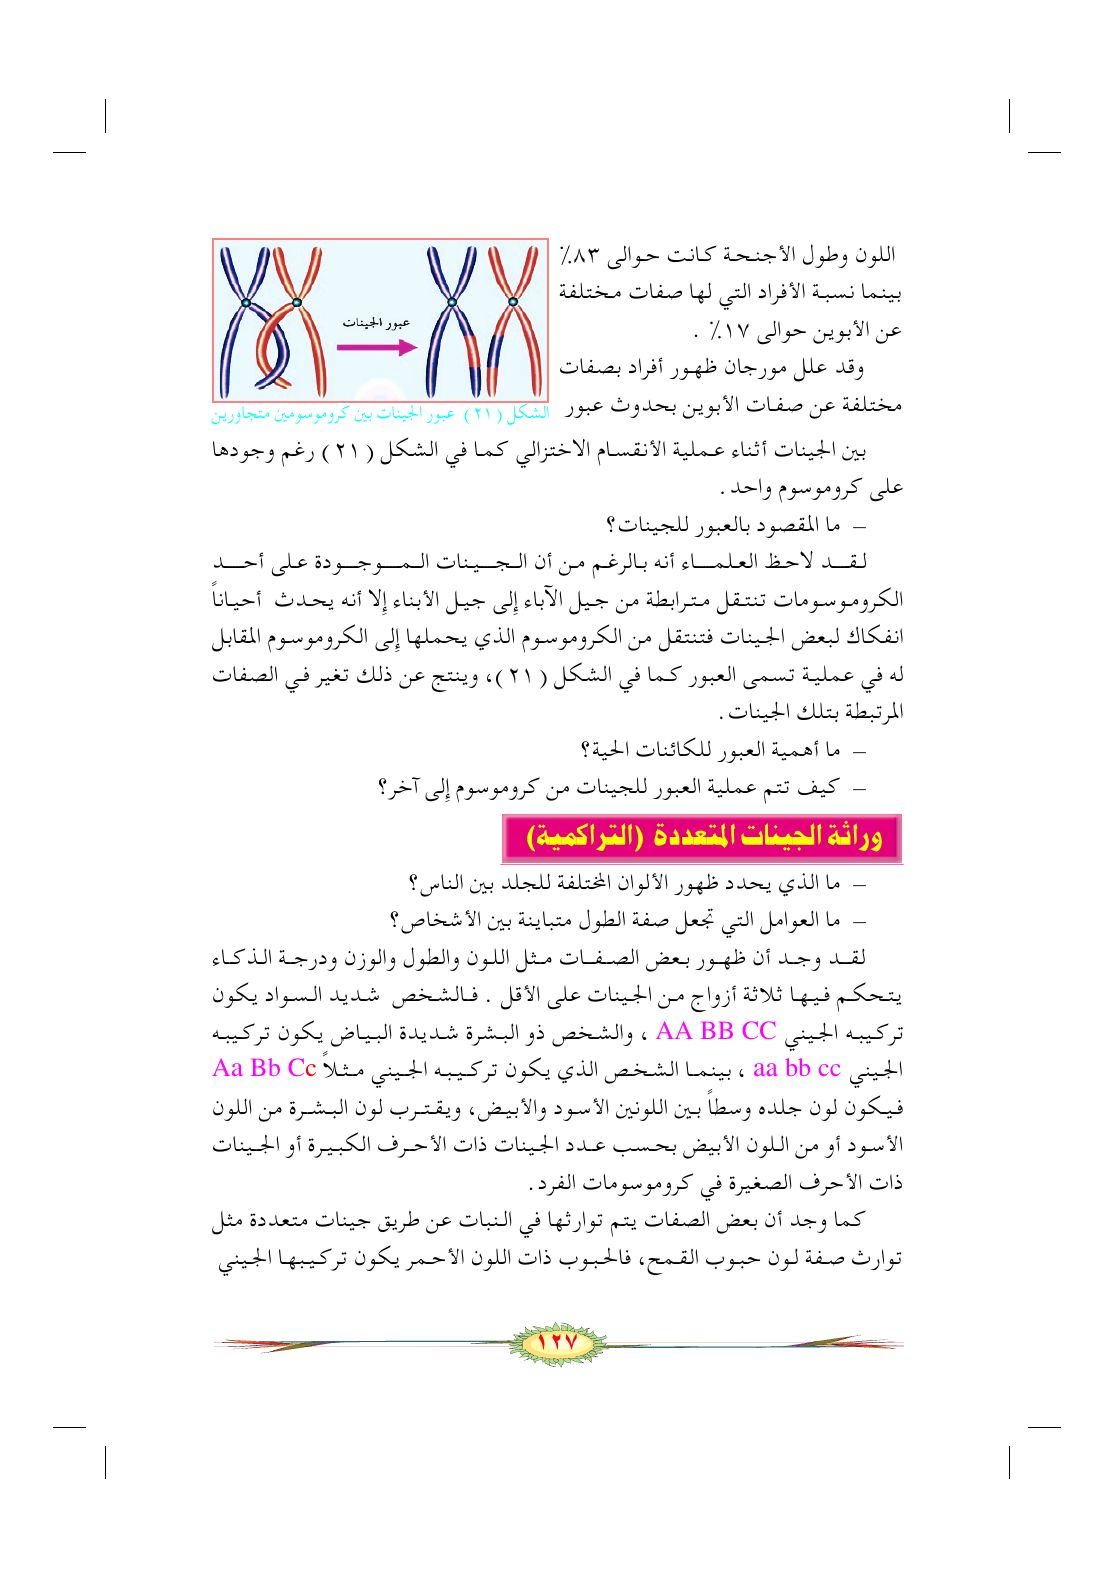 اللون وطول الأجنحة كانت حوالى ٨٣٪
بينما نسبة الأفراد التي لها صفات مختلفة
عن الأبوين حوالى ١٧٪ .
وقد علل مورجان ظهور أفراد بصفات
مختلفة عن صفات الأبوين بحدوث عبور
عبور الجينات
الشكل ( ٢١ ) عبور الجينات بين كروموسومين متجاورين
بين الجينات أثناء عملية الأنقسام الاختزالي كما في الشكل ( ٢١ ) رغم وجودها
على كروموسوم واحد .
– ما المقصود بالعبور للجينات؟
لقد لاحظ العلماء أنه بالرغم من أن الجينات الموجودة على أحد
الكروموسومات تنتقل مترابطة من جيل الآباء إلى جيل الأبناء إلا أنه يحدث أحياناً
انفكاك لبعض الجينات فتنتقل من الكروموسوم الذي يحملها إلى الكروموسوم المقابل
له في عملية تسمى العبور كما في الشكل ( ٢١ )، وينتج عن ذلك تغير في الصفات
المرتبطة بتلك الجينات .
– ما أهمية العبور للكائنات الحية؟
– كيف تتم عملية العبور للجينات من كروموسوم إلى آخر؟
وراثة الجينات المتعددة (التراكمية)
– ما الذي يحدد ظهور الألوان المختلفة للجلد بين الناس؟
– ما العوامل التي تجعل صفة الطول متباينة بين الأشخاص؟
لقد وجد أن ظهور بعض الصفات مثل اللون والطول والوزن ودرجة الذكاء
يتحكم فيها ثلاثة أزواج من الجينات على الأقل . فالشخص شديد السواد يكون
تركيبه الجيني AA BB CC ، والشخص ذو البشرة شديدة البياض يكون تركيبه
الجيني aa bb cc ، بينما الشخص الذي يكون تركيبه الجيني مثلاً Aa Bb Cc
فيكون لون جلده وسطاً بين اللونين الأسود والأبيض، ويقترب لون البشرة من اللون
الأسود أو من اللون الأبيض بحسب عدد الجينات ذات الأحرف الكبيرة أو الجينات
ذات الأحرف الصغيرة في كروموسومات الفرد .
كما وجد أن بعض الصفات يتم توارثها في النبات عن طريق جينات متعددة مثل
توارث صفة لون حبوب القمح، فالحبوب ذات اللون الأحمر يكون تركيبها الجيني
١٢٧